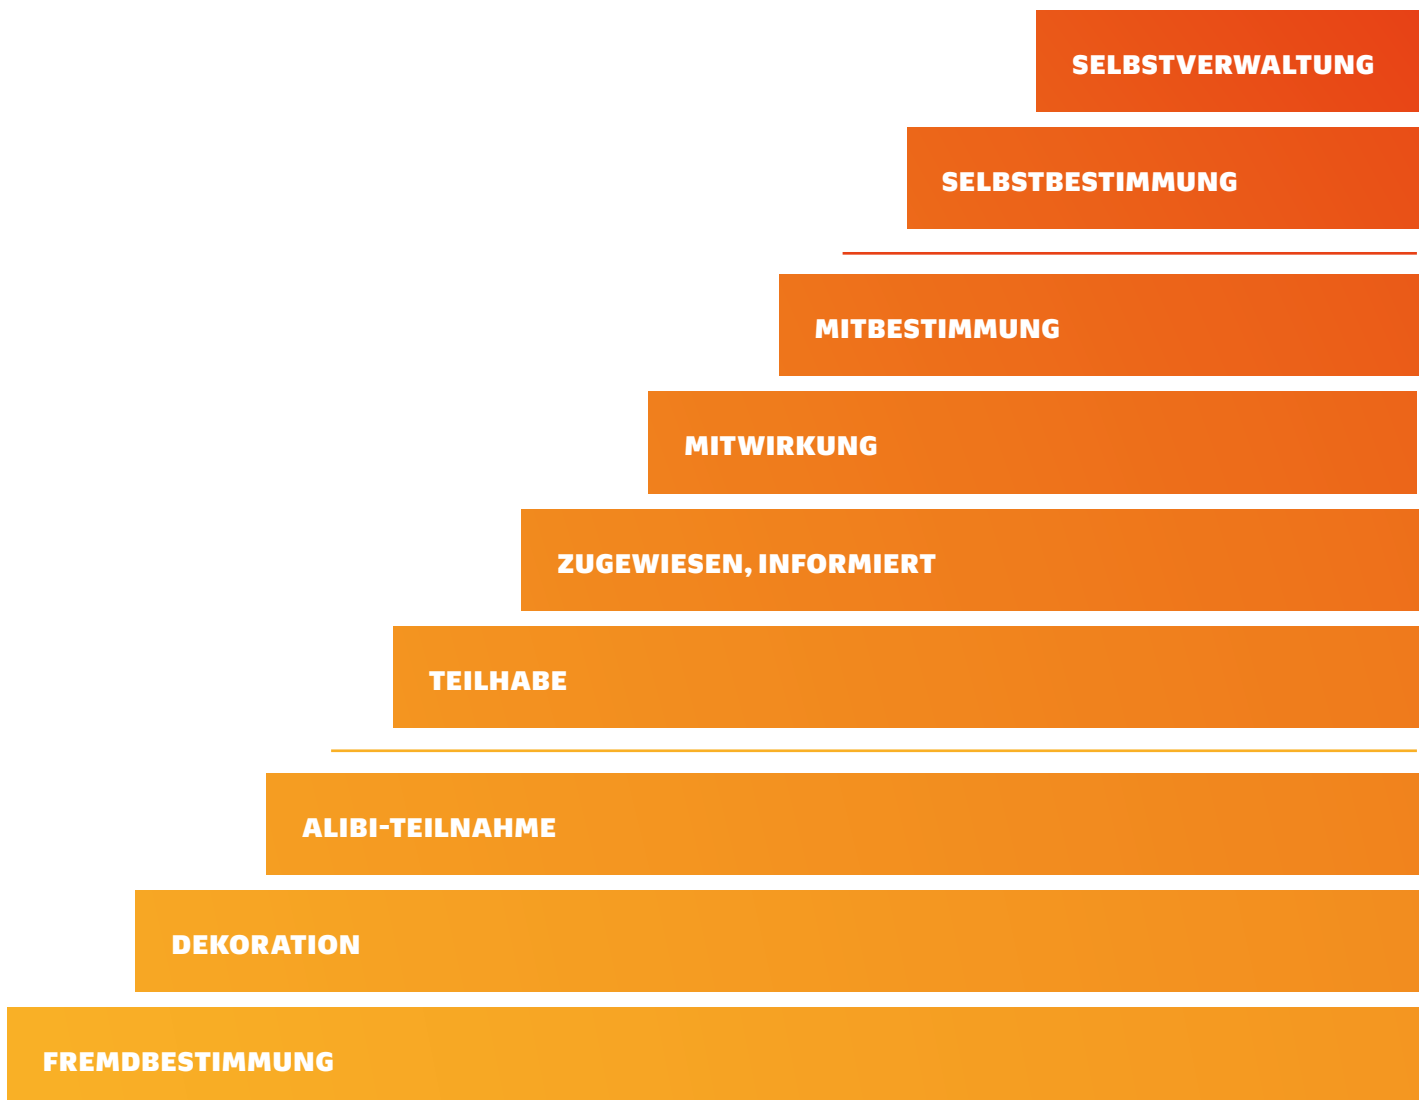 SELBSTVERWALTUNG
SELBSTBESTIMMUNG
MITBESTIMMUNG
MITWIRKUNG
ZUGEWIESEN, INFORMIERT
TEILHABE
ALIBI-TEILNAHME
DEKORATION
FREMDBESTIMMUNG